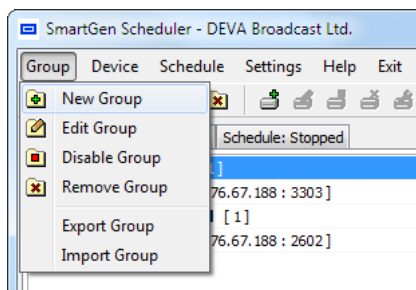 SmartGen Scheduler - DEVA Broadcast Ltd.
Group Device Schedule Settings Help Exit
New Group
Edit Group
Schedule: Stopped
Disable Group
]
Remove Group
76.67.188 : 3303 ]
[ 1 ]
Export Group
76.67.188 : 2602 ]
Import Group